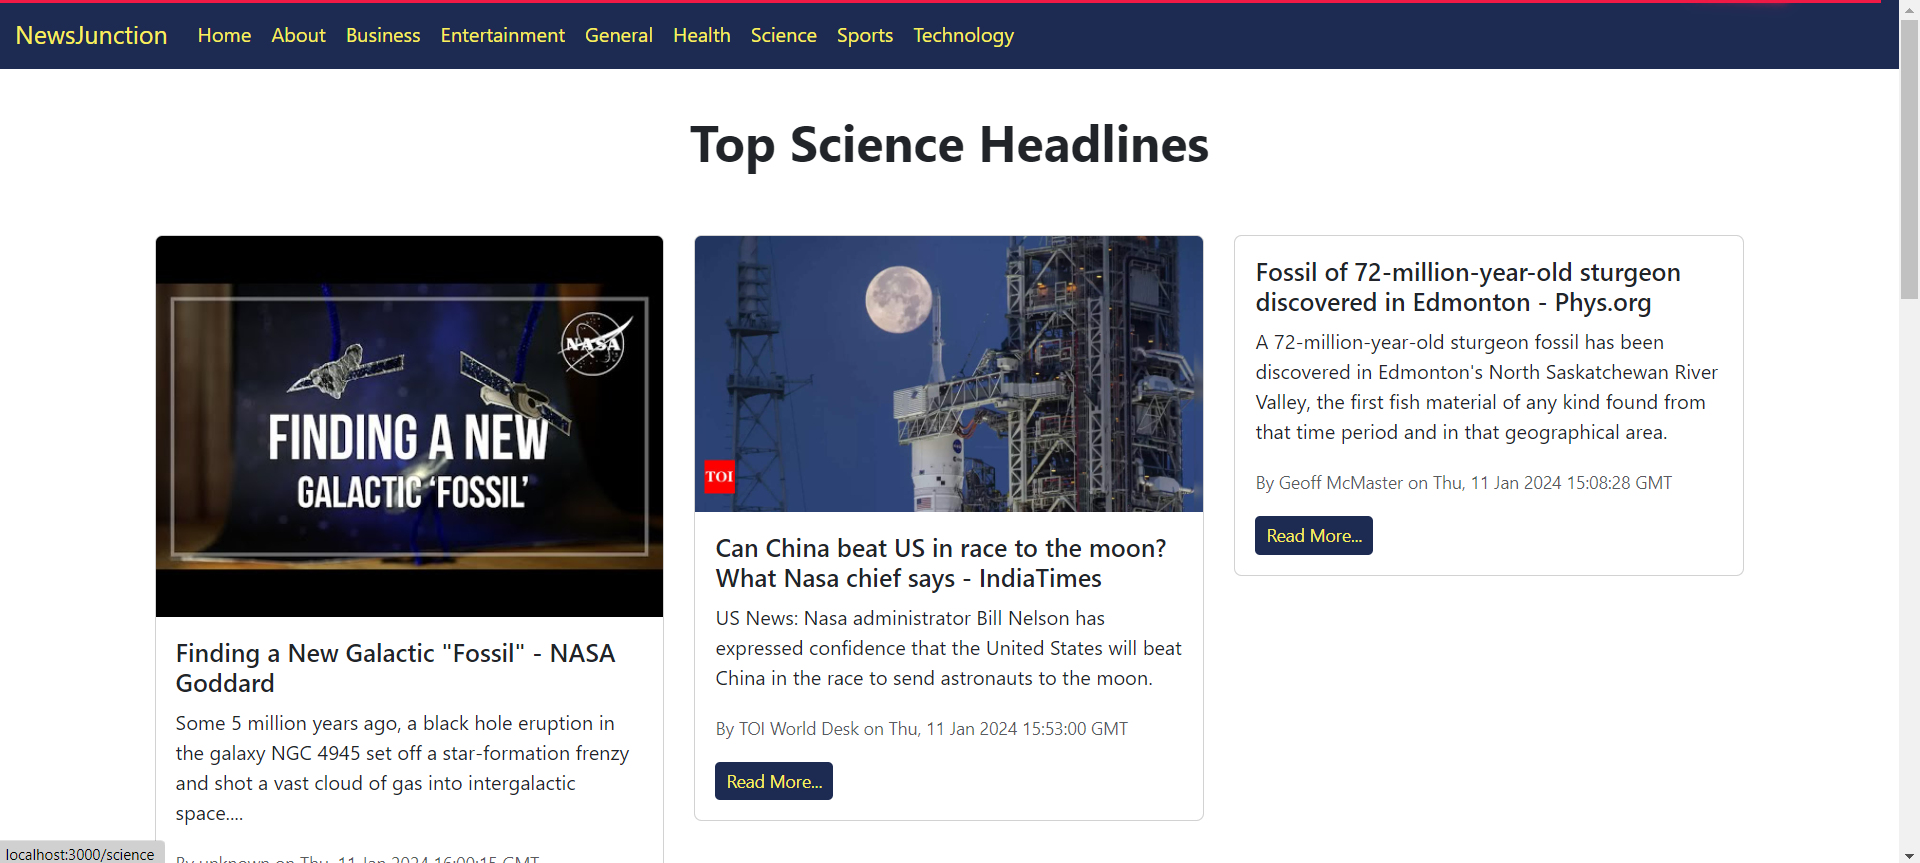 NewsJunction Home About Business Entertainment General Health Science Sports Technology
Top Science Headlines
NASA
FINDING A NEW
GALACTIC ‘FOSSIL’
Finding a New Galactic "Fossil" - NASA
Goddard
Some 5 million years ago, a black hole eruption in
the galaxy NGC 4945 set off a star-formation frenzy
and shot a vast cloud of gas into intergalactic
space....
By unknown on Thu, 11 Jan 2024 16:00:15 GMT
TOI
Can China beat US in race to the moon?
What Nasa chief says - IndiaTimes
US News: Nasa administrator Bill Nelson has
expressed confidence that the United States will beat
China in the race to send astronauts to the moon.
By TOI World Desk on Thu, 11 Jan 2024 15:53:00 GMT
Read More...
Fossil of 72-million-year-old sturgeon
discovered in Edmonton - Phys.org
A 72-million-year-old sturgeon fossil has been
discovered in Edmonton's North Saskatchewan River
Valley, the first fish material of any kind found from
that time period and in that geographical area.
By Geoff McMaster on Thu, 11 Jan 2024 15:08:28 GMT
Read More...
localhost:3000/science